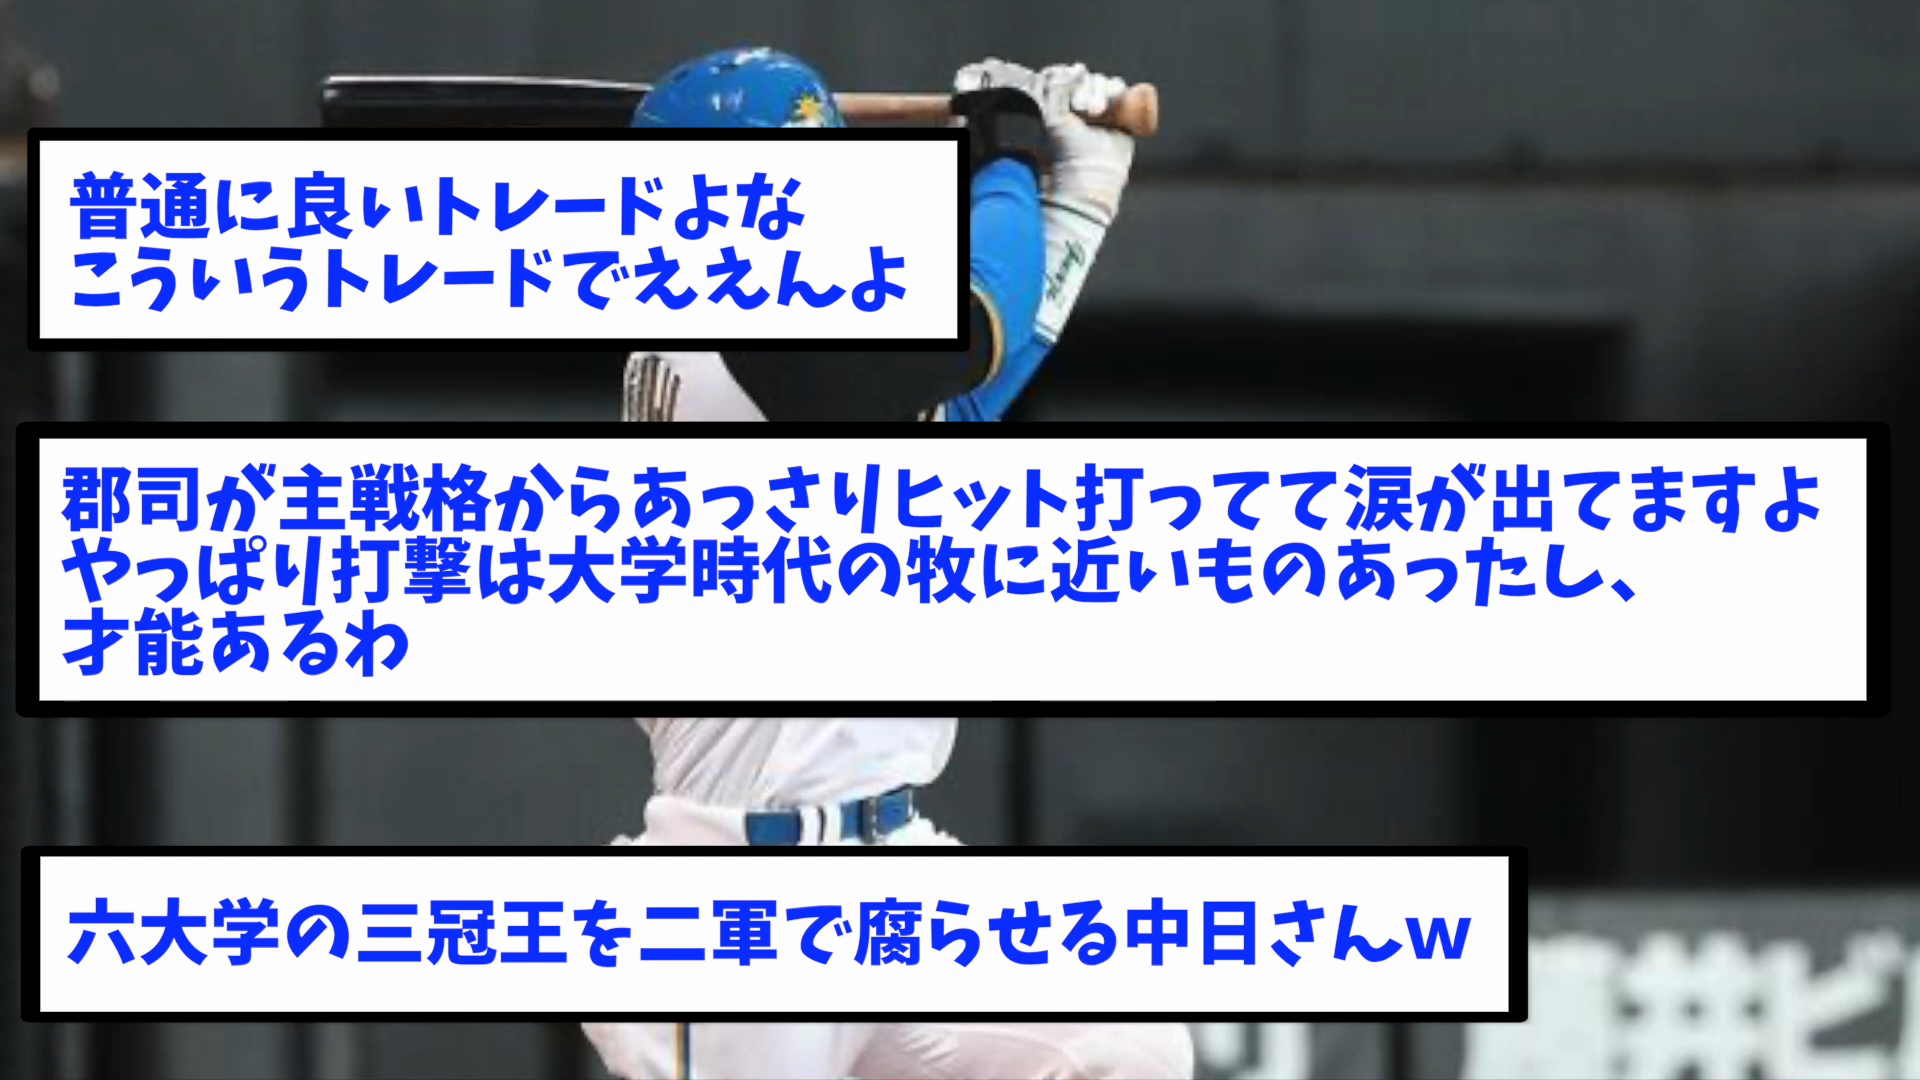 普通に良いトレードよな
こういうトレードでええんよ
郡司が主戦格からあっさりヒット打ってて涙が出てますよ
やっぱり打撃は大学時代の牧に近いものあったし、
才能あるわ
六大学の三冠王を二軍で腐らせる中日さんw
井ビ